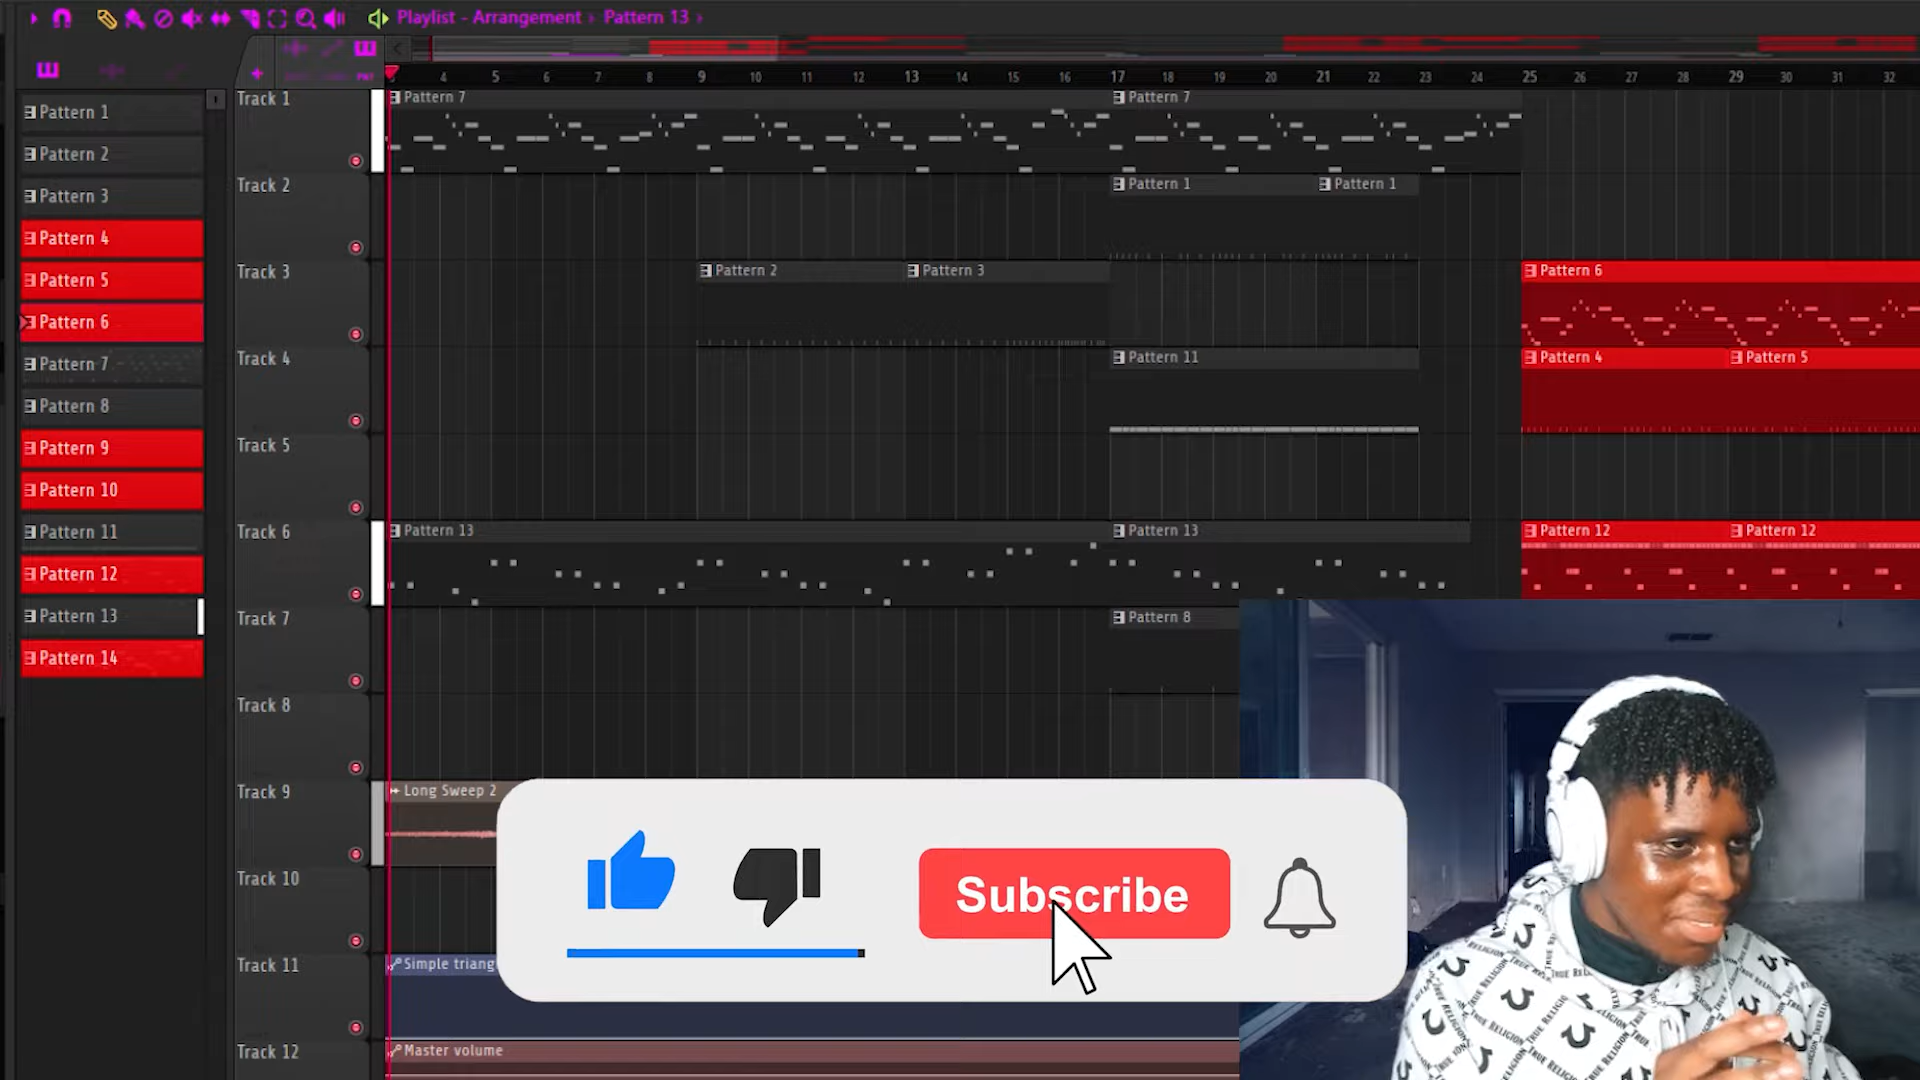 Playlist - Arrangement › Pattern 13 ›
3 4 5 6 7 8 9 10 11 12 13 14 15 16 17 18 19 20 21 22 23 24 25 26 27 28 29 30 31 32
Pattern 1
Pattern 2
Pattern 3
Pattern 4
Pattern 5
Pattern 6
Pattern 7
Pattern 8
Pattern 9
Pattern 10
Pattern 11
Pattern 12
Pattern 13
Pattern 14
Track 1
Pattern 7
Pattern 7
Track 2
Pattern 1
Pattern 1
Track 3
Pattern 2
Pattern 3
Pattern 6
Track 4
Pattern 11
Pattern 4
Pattern 5
Track 5
Track 6
Pattern 13
Pattern 13
Pattern 12
Pattern 12
Track 7
Pattern 8
Track 8
Track 9
Long Sweep 2
Track 10
Track 11
Simple triang
Track 12
Master volume
Subscribe
TRUE RELIGION
TRUE RELIGION